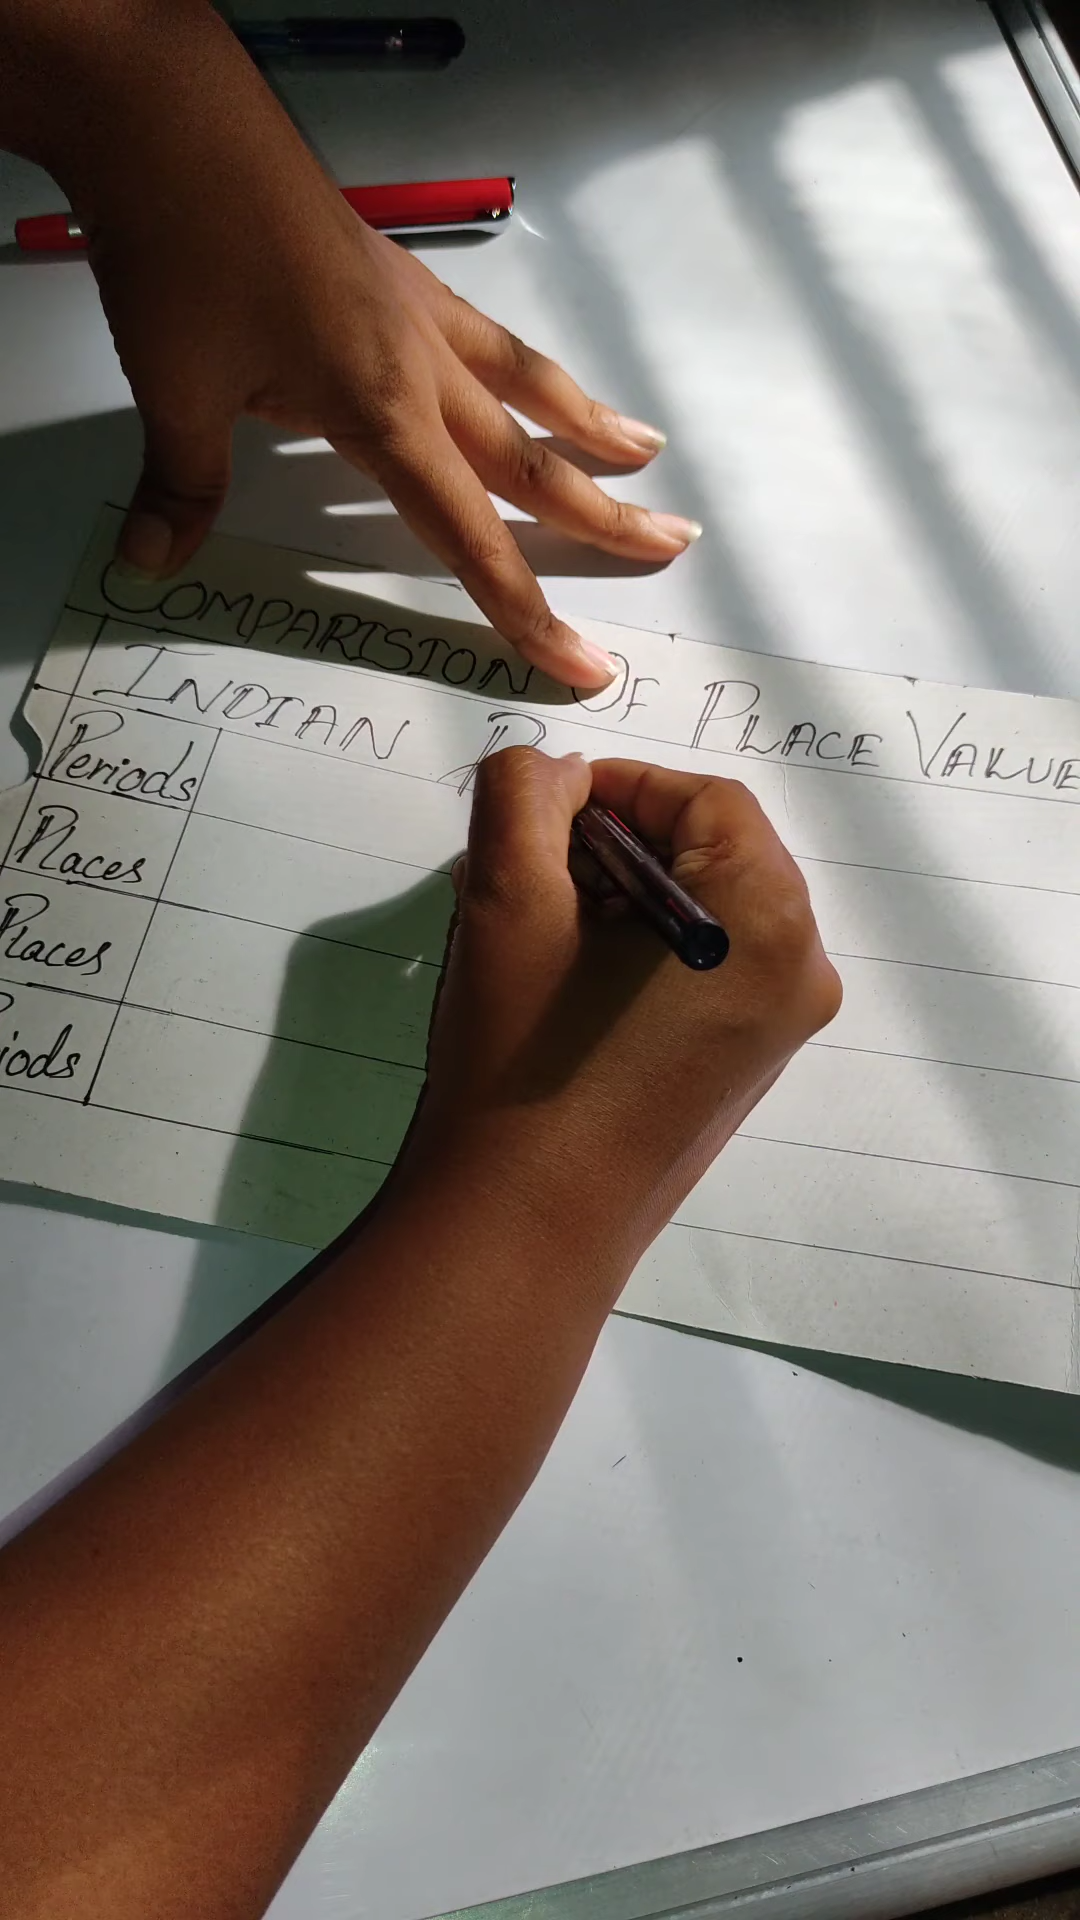 COMPARISION OF PLACE VALUE
INDIAN P
Periods
Places
Places
iods